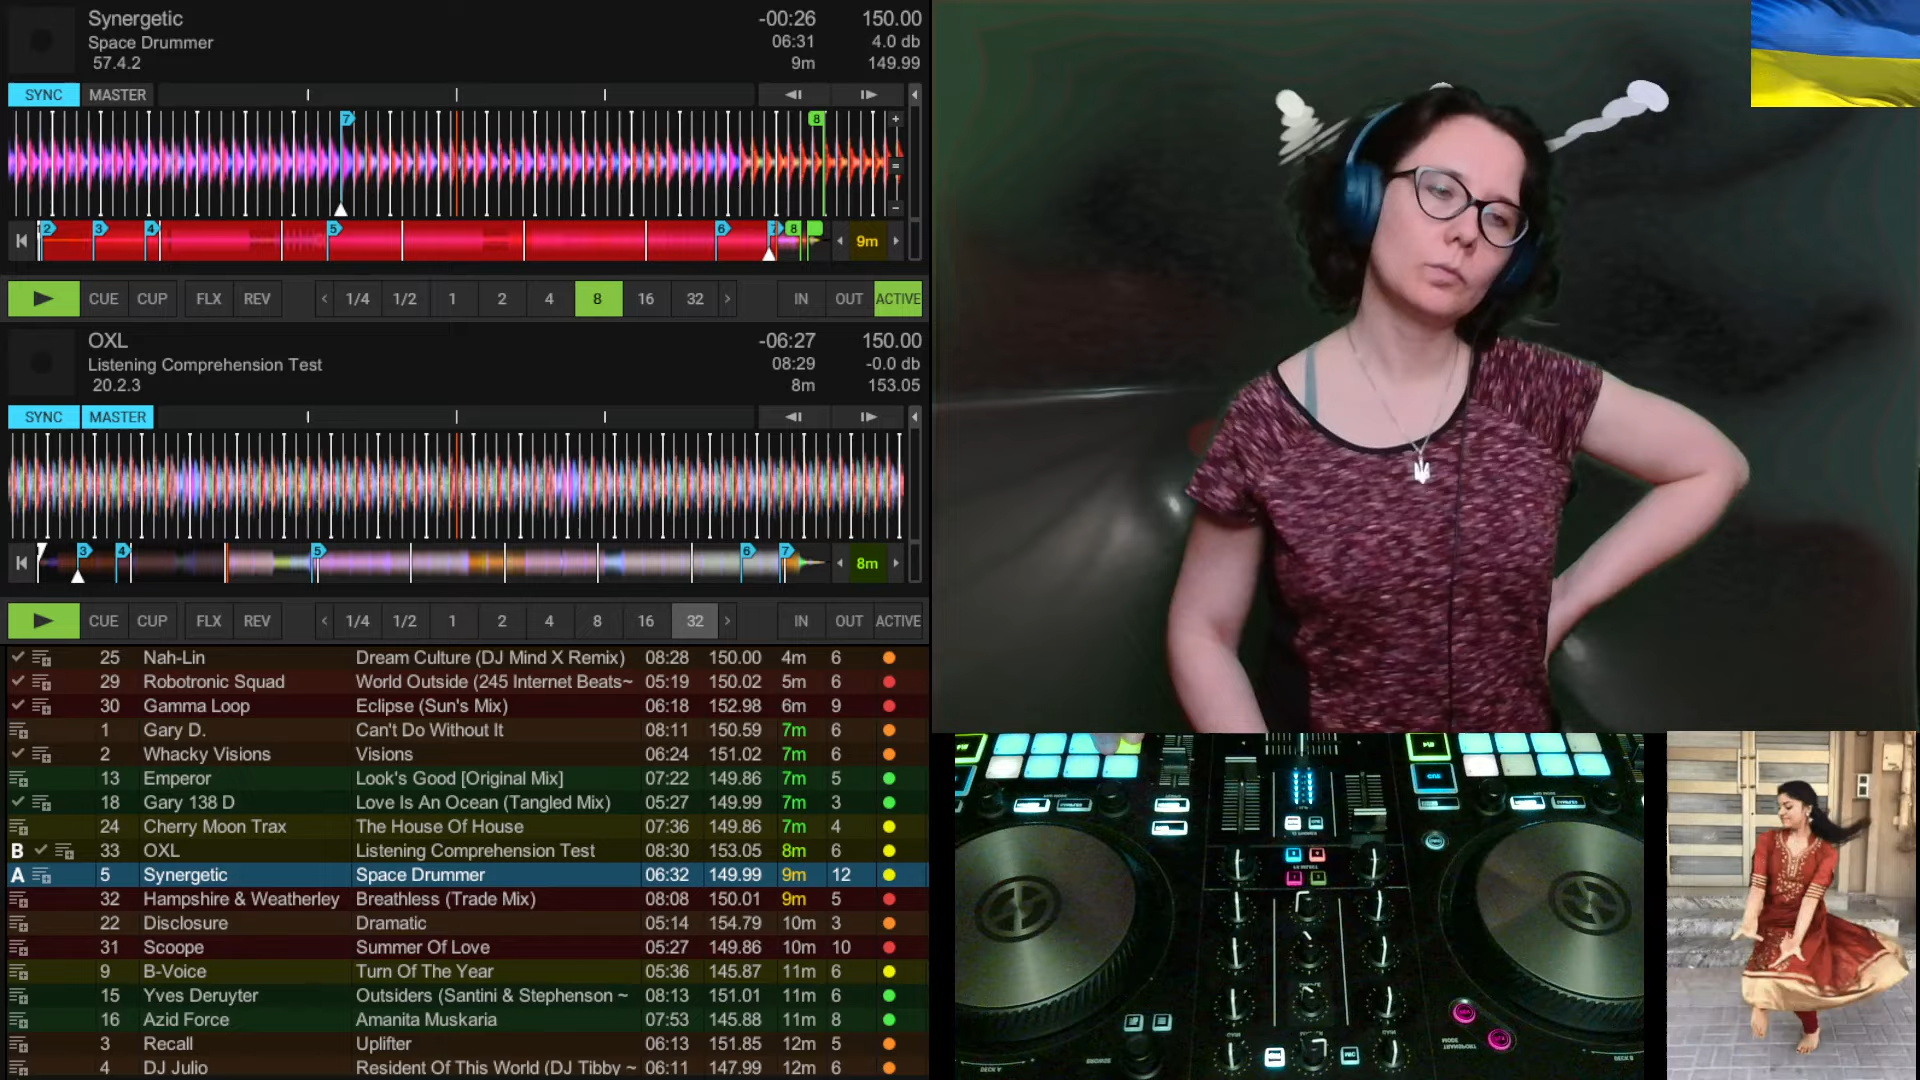 Synergetic -00:26 150.00
Space Drummer 06:31 4.0 db
57.4.2 9m 149.99
SYNC MASTER
7 8
2 3 4 5 6 7 8 9m
CUE CUP FLX REV 1/4 1/2 1 2 4 8 16 32 IN OUT ACTIVE
OXL -06:27 150.00
Listening Comprehension Test 08:29 -0.0 db
20.2.3 8m 153.05
SYNC MASTER
3 4 5 6 7 8m
CUE CUP FLX REV 1/4 1/2 1 2 4 8 16 32 IN OUT ACTIVE
25 Nah-Lin Dream Culture (DJ Mind X Remix) 08:28 150.00 4m 6
29 Robotronic Squad World Outside (245 Internet Beats~ 05:19 150.02 5m 6
30 Gamma Loop Eclipse (Sun's Mix) 06:18 152.98 6m 9
1 Gary D. Can't Do Without It 08:11 150.59 7m 6
2 Whacky Visions Visions 06:24 151.02 7m 6
13 Emperor Look's Good [Original Mix] 07:22 149.86 7m 5
18 Gary 138 D Love Is An Ocean (Tangled Mix) 05:27 149.99 7m 3
24 Cherry Moon Trax The House Of House 07:36 149.86 7m 4
B 33 OXL Listening Comprehension Test 08:30 153.05 8m 6
A 5 Synergetic Space Drummer 06:32 149.99 9m 12
32 Hampshire & Weatherley Breathless (Trade Mix) 08:08 150.01 9m 5
22 Disclosure Dramatic 05:14 154.79 10m 3
31 Scoope Summer Of Love 05:27 149.86 10m 10
9 B-Voice Turn Of The Year 05:36 145.87 11m 6
15 Yves Deruyter Outsiders (Santini & Stephenson ~ 08:13 151.01 11m 6
16 Azid Force Amanita Muskaria 07:53 145.88 11m 8
3 Recall Uplifter 06:13 151.85 12m 5
4 DJ Julio Resident Of This World (DJ Tibby ~ 06:11 147.99 12m 6